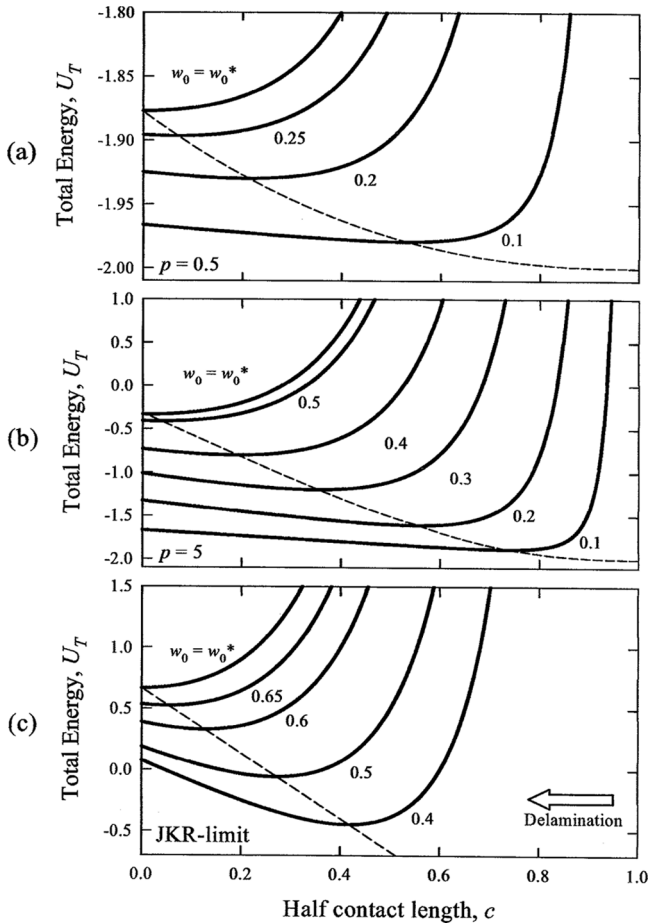 (a)
Total Energy, U_T
-1.80
-1.85
-1.90
-1.95
-2.00
w_0 = w_0*
0.25
0.2
0.1
p = 0.5
(b)
Total Energy, U_T
1.0
0.5
0.0
-0.5
-1.0
-1.5
-2.0
w_0 = w_0*
0.5
0.4
0.3
0.2
0.1
p = 5
(c)
Total Energy, U_T
1.5
1.0
0.5
0.0
-0.5
w_0 = w_0*
0.65
0.6
0.5
0.4
Delamination
JKR-limit
0.0 0.2 0.4 0.6 0.8 1.0
Half contact length, c